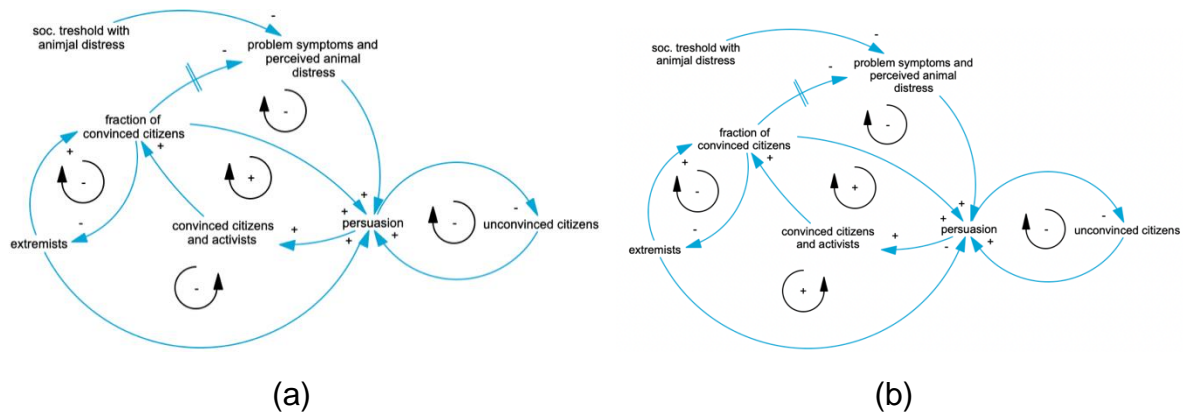 soc. treshold with
animjal distress
-
problem symptoms and
perceived animal
distress
-
-
fraction of
convinced citizens
+
+
-
+
-
extremists
convinced citizens
and activists
+
+
+
+
+
persuasion
-
-
unconvinced citizens
-
(a)
soc. treshold with
animjal distress
-
problem symptoms and
perceived animal
distress
-
-
fraction of
convinced citizens
+
+
-
+
-
extremists
convinced citizens
and activists
+
+
+
-
+
persuasion
-
-
unconvinced citizens
+
(b)